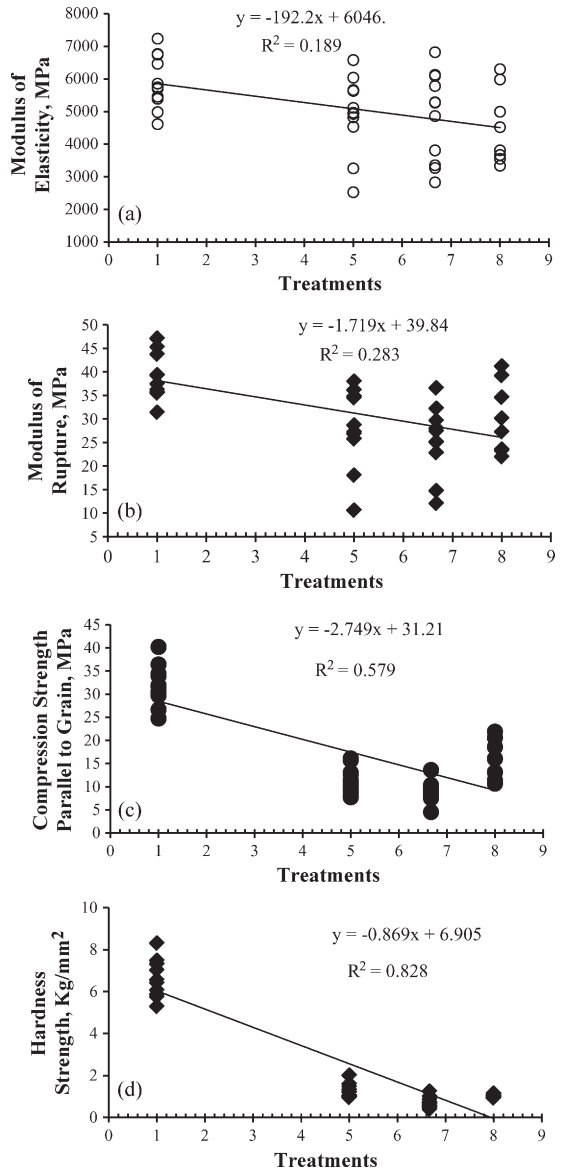 y = -192.2x + 6046.
R2 = 0.189
8000
7000
6000
5000
4000
3000
2000
1000
Modulus of
Elasticity, MPa
(a)
0 1 2 3 4 5 6 7 8 9
Treatments
y = -1.719x + 39.84
R2 = 0.283
50
45
40
35
30
25
20
15
10
5
Modulus of
Rupture, MPa
(b)
0 1 2 3 4 5 6 7 8 9
Treatments
y = -2.749x + 31.21
R2 = 0.579
45
40
35
30
25
20
15
10
5
0
Compression Strength
Parallel to Grain, MPa
(c)
0 1 2 3 4 5 6 7 8 9
Treatments
y = -0.869x + 6.905
R2 = 0.828
10
8
6
4
2
0
Hardness
Strength, Kg/mm2
(d)
0 1 2 3 4 5 6 7 8 9
Treatments